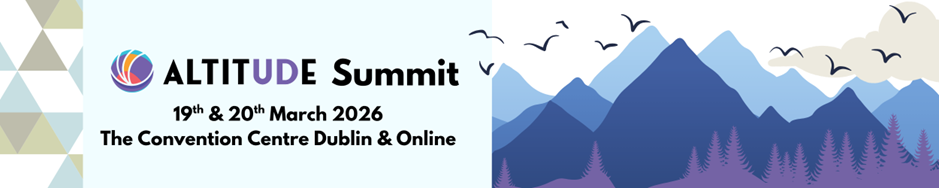 ALTITUDE Summit
19th & 20th March 2026
The Convention Centre Dublin & Online